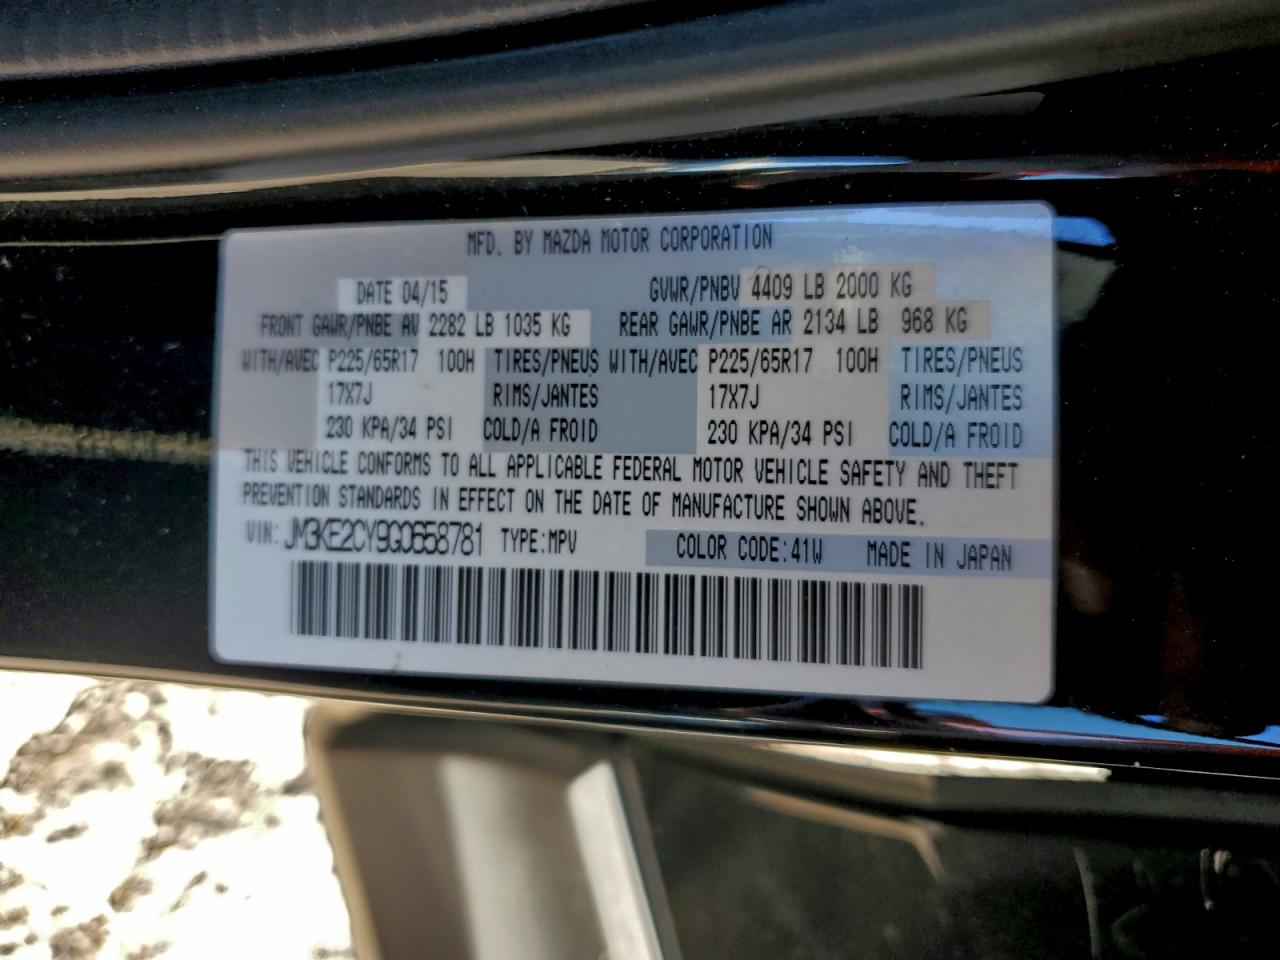 MFD. BY MAZDA MOTOR CORPORATION
DATE 04/15 GVWR/PNBV 4409 LB 2000 KG
FRONT GAWR/PNBE AV 2282 LB 1035 KG REAR GAWR/PNBE AR 2134 LB 968 KG
WITH/AVEC P225/65R17 100H TIRES/PNEUS WITH/AVEC P225/65R17 100H TIRES/PNEUS
17X7J RIMS/JANTES 17X7J RIMS/JANTES
230 KPA/34 PSI COLD/A FROID 230 KPA/34 PSI COLD/A FROID
THIS VEHICLE CONFORMS TO ALL APPLICABLE FEDERAL MOTOR VEHICLE SAFETY AND THEFT
PREVENTION STANDARDS IN EFFECT ON THE DATE OF MANUFACTURE SHOWN ABOVE.
VIN: JM3KE2CY9G0658781 TYPE:MPV COLOR CODE:41W MADE IN JAPAN